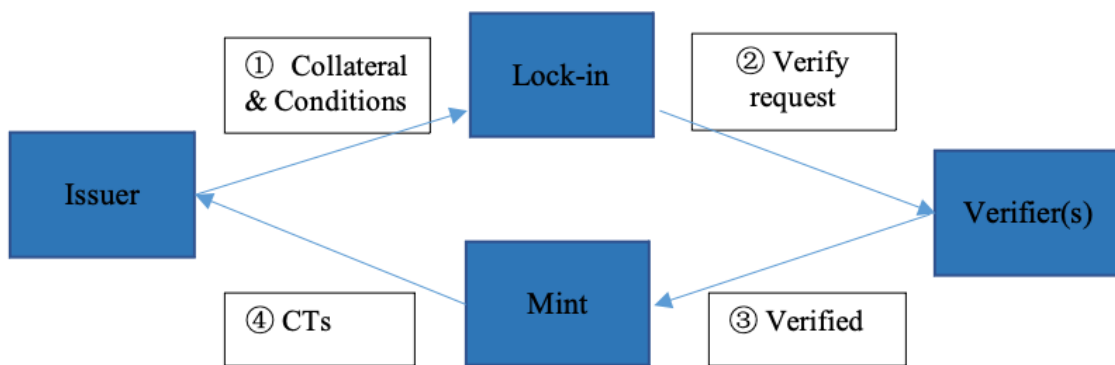 ① Collateral
& Conditions
Lock-in
② Verify
request
Issuer
Verifier(s)
Mint
④ CTs
③ Verified